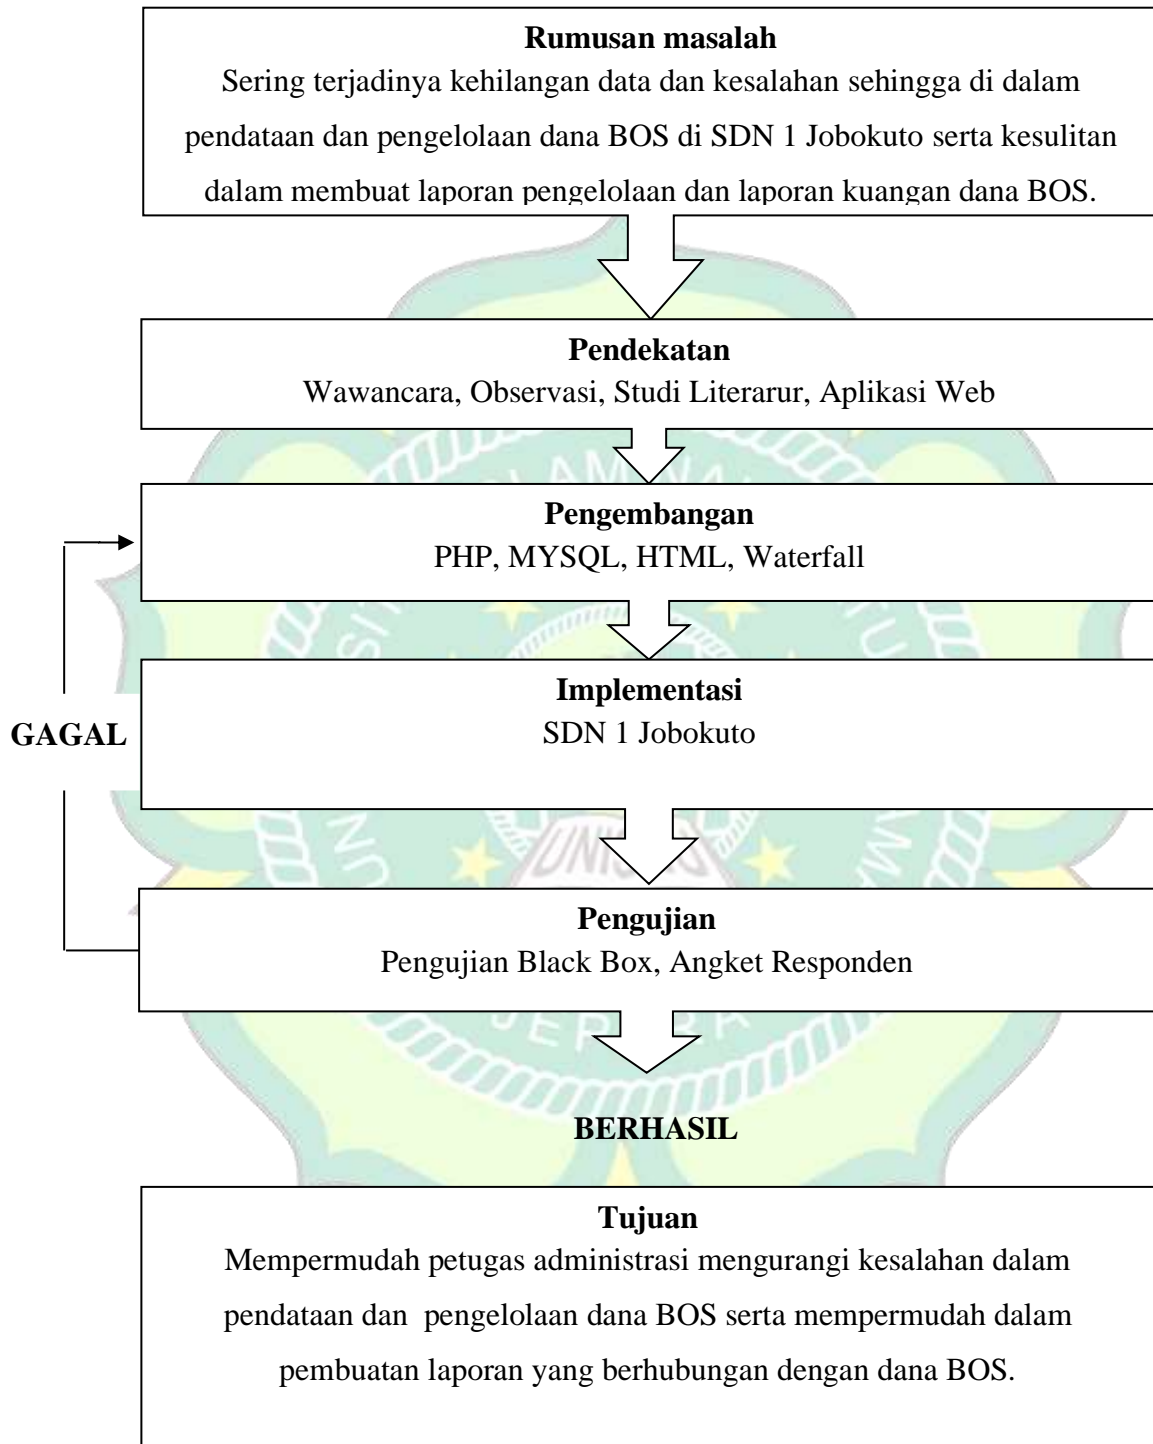 Rumusan masalah
Sering terjadinya kehilangan data dan kesalahan sehingga di dalam
pendataan dan pengelolaan dana BOS di SDN 1 Jobokuto serta kesulitan
dalam membuat laporan pengelolaan dan laporan kuangan dana BOS.
Pendekatan
Wawancara, Observasi, Studi Literarur, Aplikasi Web
Pengembangan
PHP, MYSQL, HTML, Waterfall
Implementasi
SDN 1 Jobokuto
GAGAL
Pengujian
Pengujian Black Box, Angket Responden
BERHASIL
Tujuan
Mempermudah petugas administrasi mengurangi kesalahan dalam
pendataan dan  pengelolaan dana BOS serta mempermudah dalam
pembuatan laporan yang berhubungan dengan dana BOS.